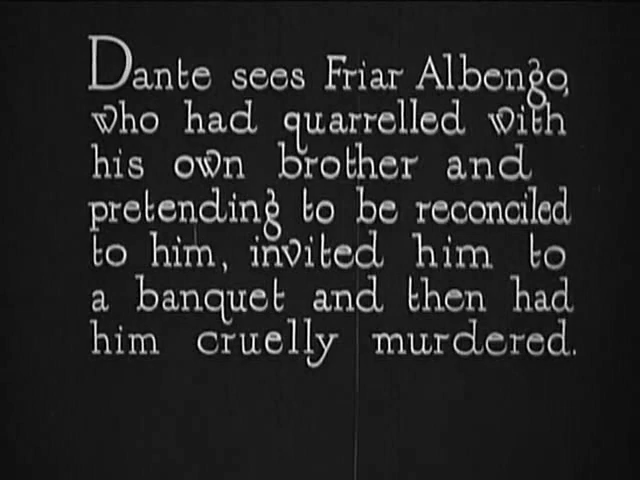 Dante sees Friar Albengo,
who had quarrelled with
his own brother and
pretending to be reconciled
to him, invited him to
a banquet and then had
him cruelly murdered.